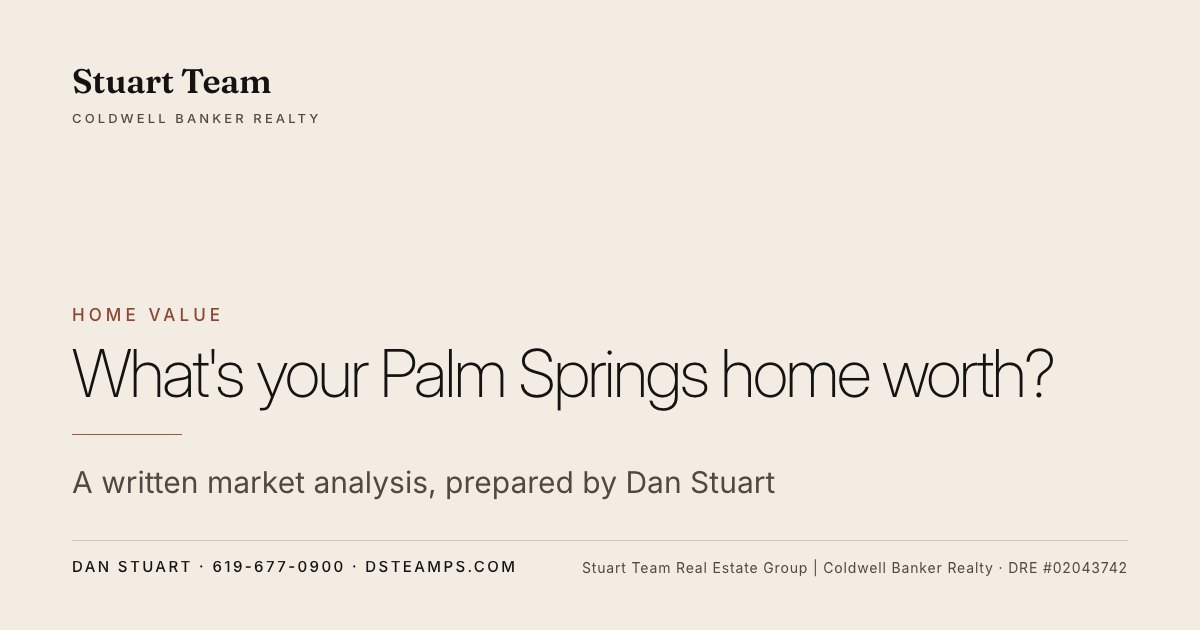 Stuart Team
COLDWELL BANKER REALTY
HOME VALUE
What's your Palm Springs home worth?
A written market analysis, prepared by Dan Stuart
DAN STUART · 619-677-0900 · DSTEAMPS.COM
Stuart Team Real Estate Group | Coldwell Banker Realty · DRE #02043742